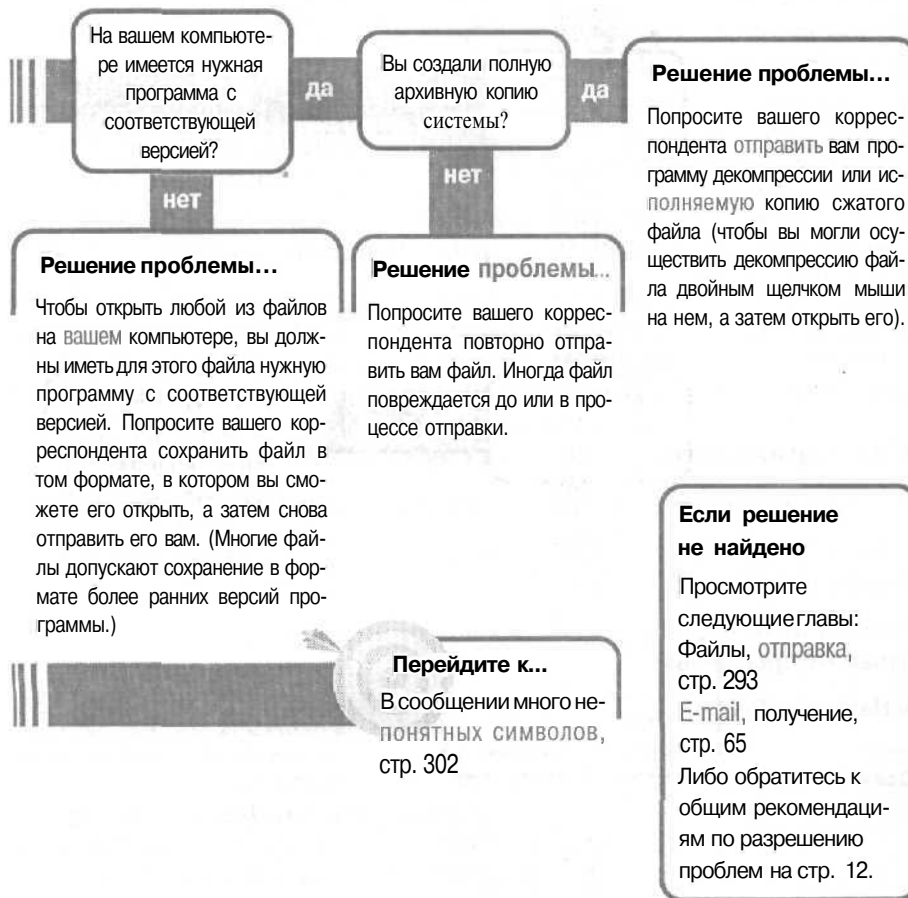 На вашем компьюте-
ре имеется нужная
программа с
соответствующей
версией?
да
Вы создали полную
архивную копию
системы?
да
Решение проблемы...
Попросите вашего коррес-
пондента отправить вам про-
грамму декомпрессии или ис-
полняемую копию сжатого
файла (чтобы вы могли осу-
ществить декомпрессию фай-
ла двойным щелчком мыши
на нем, а затем открыть его).
нет
нет
Решение проблемы...
Чтобы открыть любой из файлов
на вашем компьютере, вы долж-
ны иметь для этого файла нужную
программу с соответствующей
версией. Попросите вашего кор-
респондента сохранить файл в
том формате, в котором вы смо-
жете его открыть, а затем снова
отправить его вам. (Многие фай-
лы допускают сохранение в фор-
мате более ранних версий про-
граммы.)
Решение проблемы...
Попросите вашего коррес-
пондента повторно отпра-
вить вам файл. Иногда файл
повреждается до или в про-
цессе отправки.
Перейдите к...
В сообщении много не-
понятных символов,
стр. 302
Если решение
не найдено
Просмотрите
следующие главы:
Файлы, отправка,
стр. 293
E-mail, получение,
стр. 65
Либо обратитесь к
общим рекомендаци-
ям по разрешению
проблем на стр. 12.